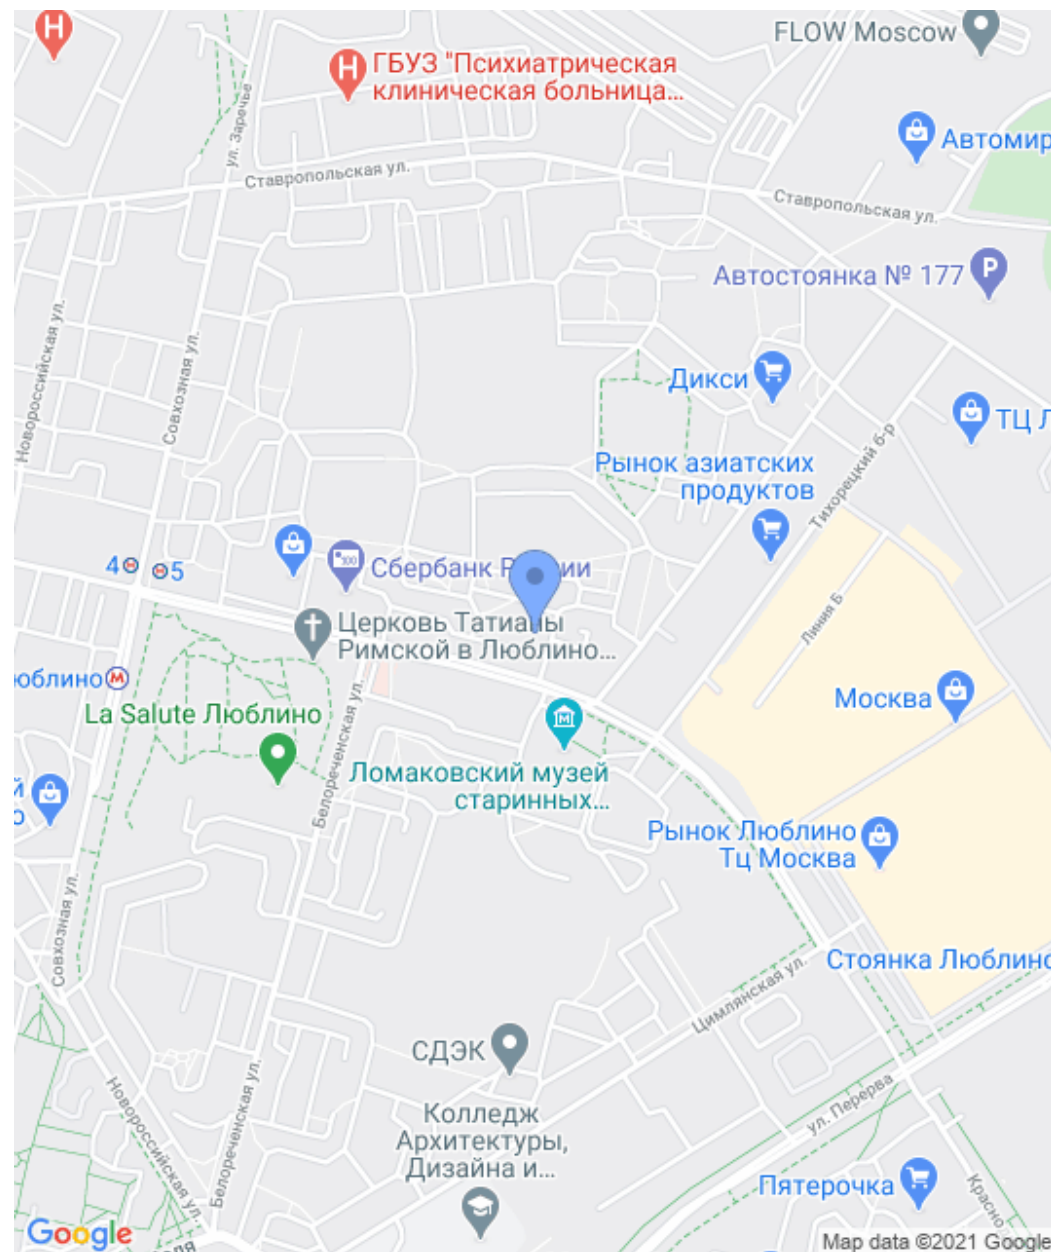 FLOW Moscow
ГБУЗ "Психиатрическая
клиническая больница...
ул. Заречье
Автомир
Ставропольская ул.
Ставропольская ул.
Автостоянка № 177
P
Новороссийская ул.
Совхозная ул.
Дикси
ТЦ Л
Рынок азиатских
продуктов
Тихорецкий б-р
4
5
100
Сбербанк Р ии
Линия Б
Церковь Татианы
Римской в Люблино...
юблино
M
Москва
La Salute Люблино
Белореченская ул.
Ломаковский музей
старинных...
й
о
Рынок Люблино
Тц Москва
Совхозная ул.
Стоянка Люблино
Цимлянская ул.
СДЭК
Новороссийская ул.
Белореченская ул.
Колледж
Архитектуры,
Дизайна и...
ул. Перерва
Пятерочка
Красно
Google
Map data ©2021 Google